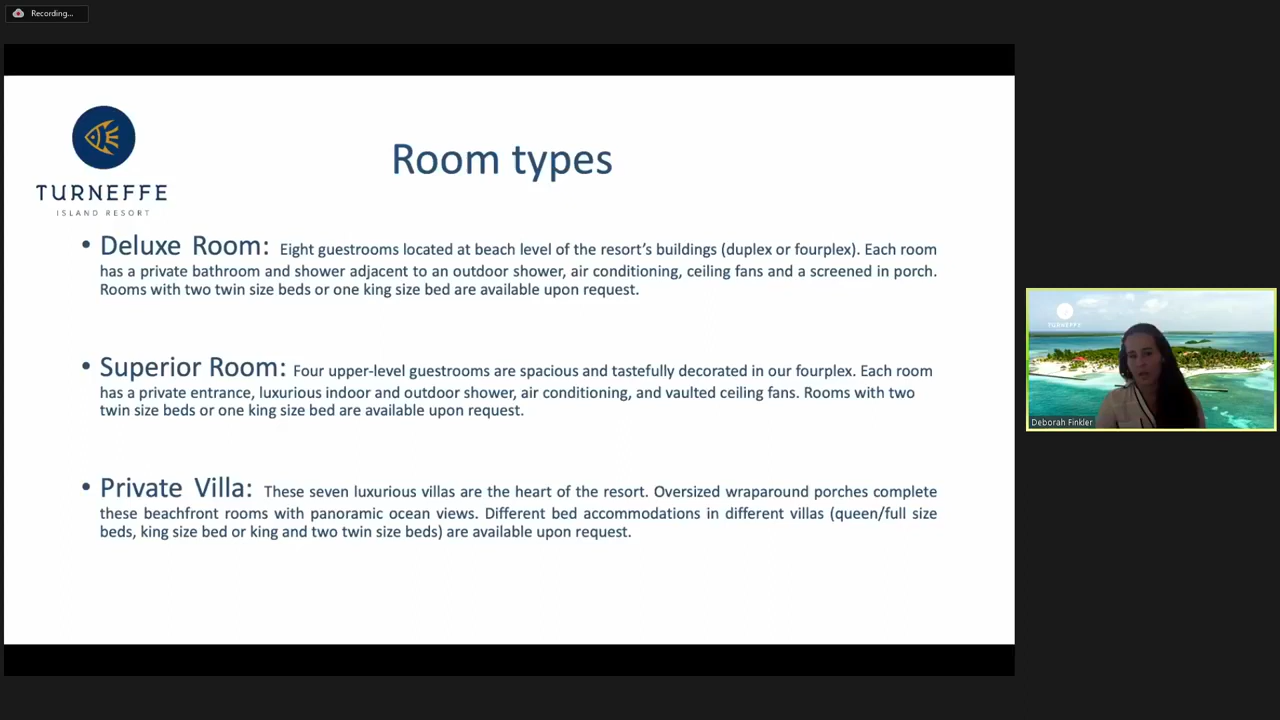 Recording...
TURNEFFE
ISLAND RESORT
Room types
• Deluxe Room: Eight guestrooms located at beach level of the resort's buildings (duplex or fourplex). Each room
has a private bathroom and shower adjacent to an outdoor shower, air conditioning, ceiling fans and a screened in porch.
Rooms with two twin size beds or one king size bed are available upon request.
• Superior Room: Four upper-level guestrooms are spacious and tastefully decorated in our fourplex. Each room
has a private entrance, luxurious indoor and outdoor shower, air conditioning, and vaulted ceiling fans. Rooms with two
twin size beds or one king size bed are available upon request.
• Private Villa: These seven luxurious villas are the heart of the resort. Oversized wraparound porches complete
these beachfront rooms with panoramic ocean views. Different bed accommodations in different villas (queen/full size
beds, king size bed or king and two twin size beds) are available upon request.
TURNEFFE
Deborah Finkler